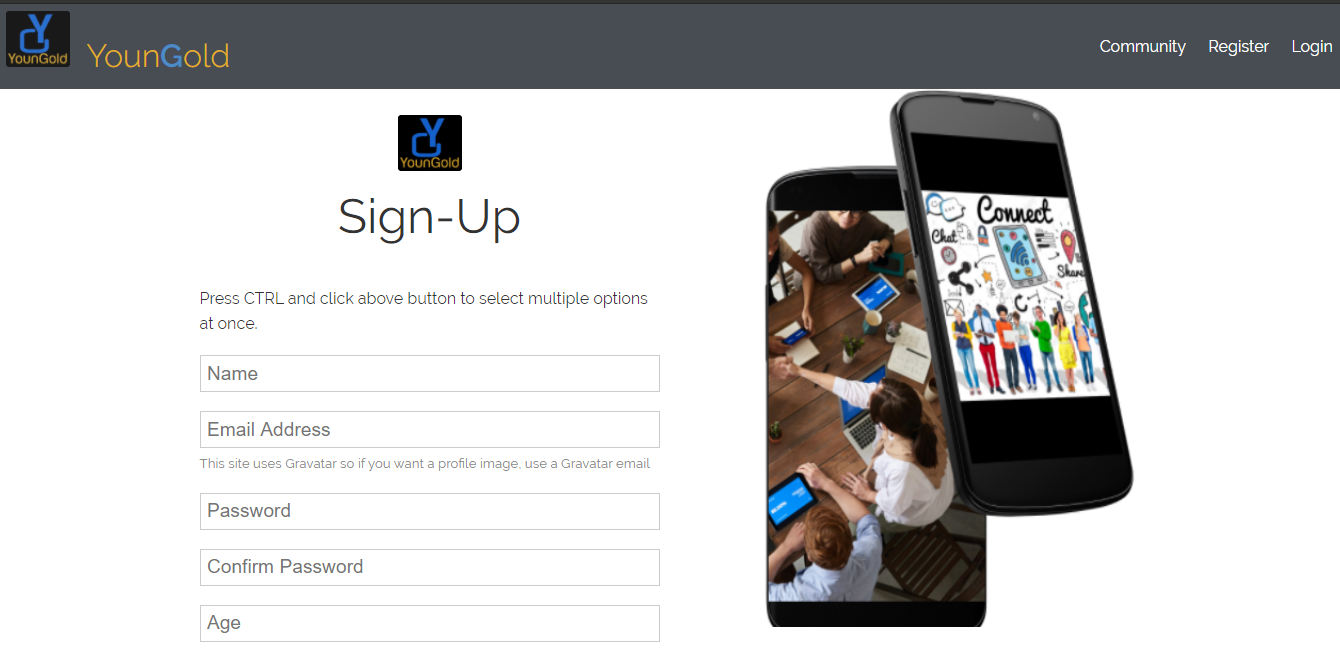 YounGold
YounGold
Community
Register
Login
YounGold
Sign-Up
Press CTRL and click above button to select multiple options
at once.
Name
Email Address
This site uses Gravatar so if you want a profile image, use a Gravatar email
Password
Confirm Password
Age
Connect
Chat
Share